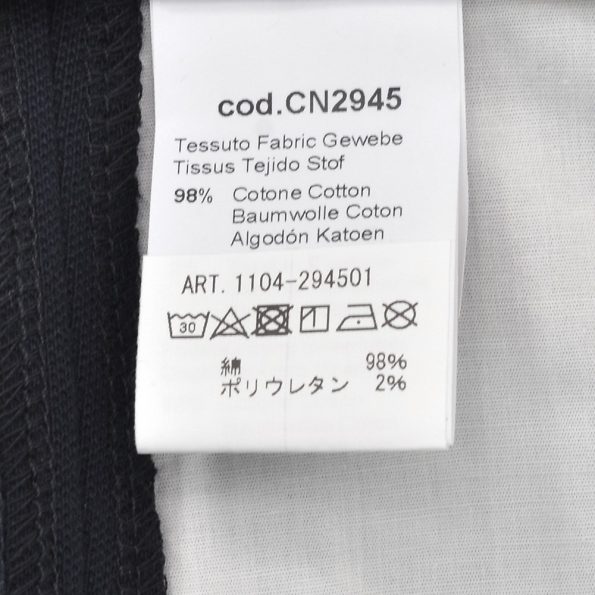 cod.CN2945
Tessuto Fabric Gewebe
Tissus Tejido Stof
98% Cotone Cotton
Baumwolle Coton
Algodón Katoen
ART. 1104-294501
30
綿 98%
ポリウレタン 2%